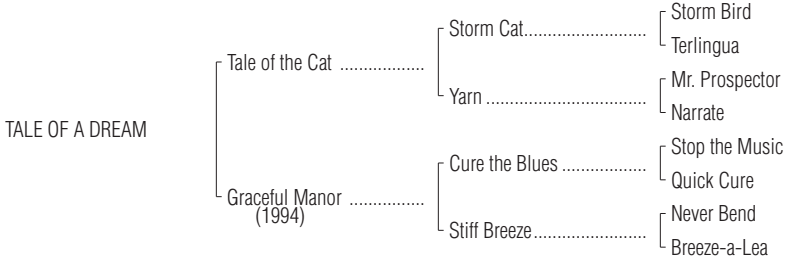 Storm Bird
Storm Cat..........................
Terlingua
Tale of the Cat ..................
Mr. Prospector
Yarn ..................................
Narrate
TALE OF A DREAM
Stop the Music
Cure the Blues ..................
Quick Cure
Graceful Manor ................
(1994)
Never Bend
Stiff Breeze........................
Breeze-a-Lea